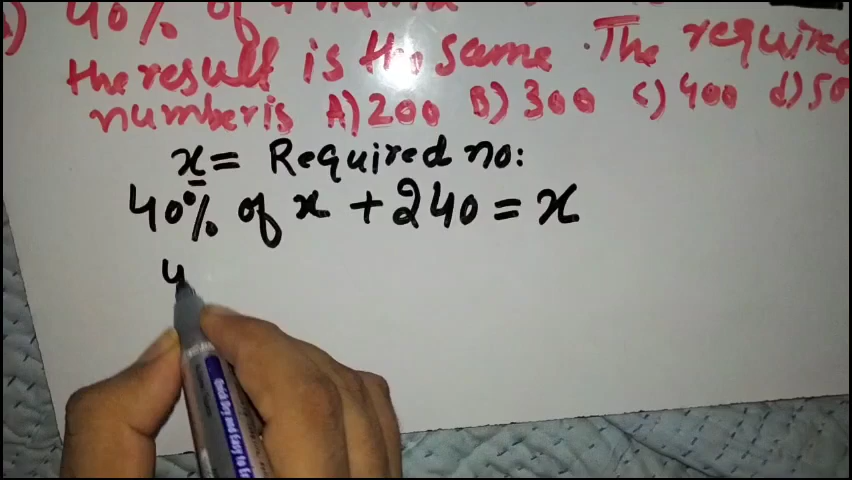 40% of a
the result is the same . The require
number is A) 200 B) 300 c) 400 d) 50
x = Required no:
40% of x + 240 = x
4